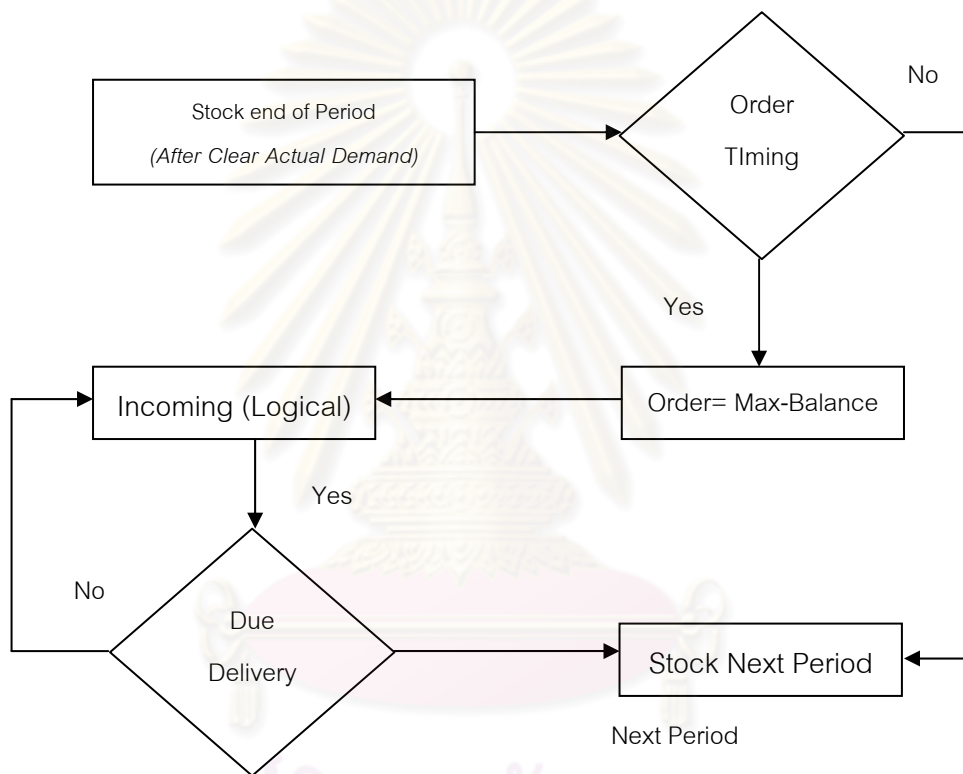 No
Stock end of Period
(After Clear Actual Demand)
Order
TIming
Yes
Incoming (Logical)
Order= Max-Balance
Yes
No
Due
Delivery
Stock Next Period
Next Period